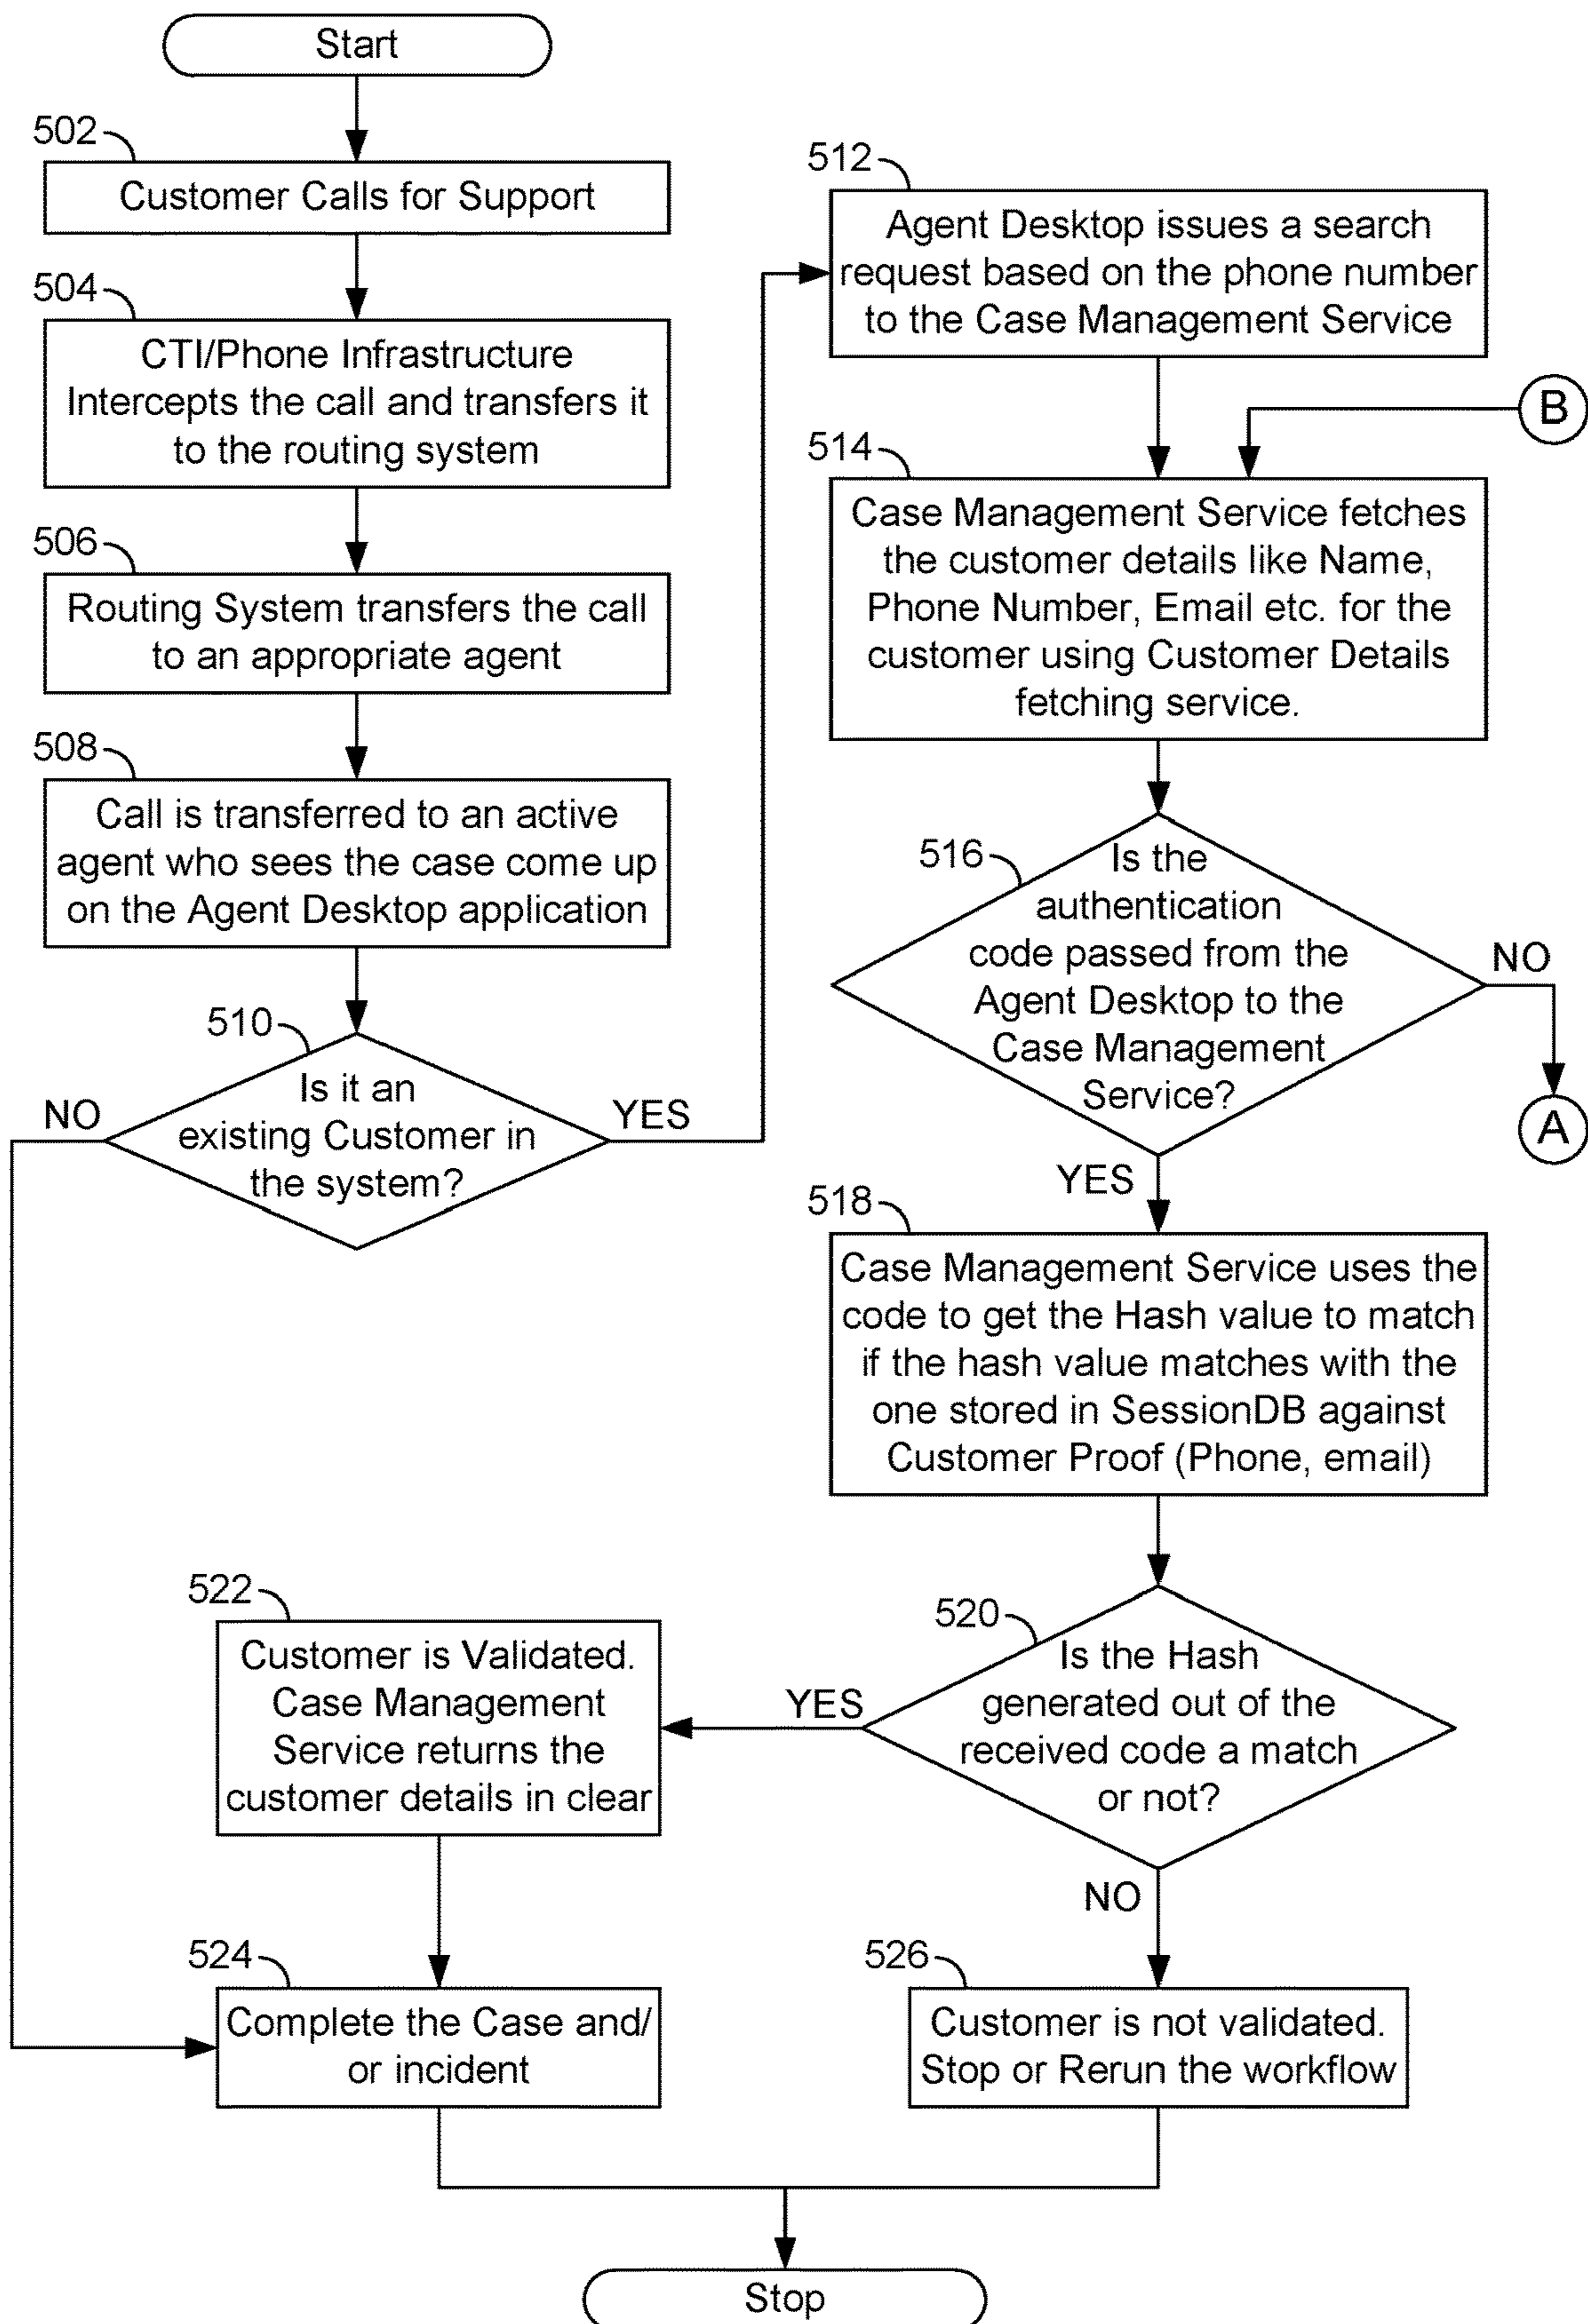 Start
502
Customer Calls for Support
504
CTI/Phone Infrastructure
Intercepts the call and transfers it
to the routing system
506
Routing System transfers the call
to an appropriate agent
508
Call is transferred to an active
agent who sees the case come up
on the Agent Desktop application
510
Is it an
existing Customer in
the system?
NO
YES
512
Agent Desktop issues a search
request based on the phone number
to the Case Management Service
B
514
Case Management Service fetches
the customer details like Name,
Phone Number, Email etc. for the
customer using Customer Details
fetching service.
516
Is the
authentication
code passed from the
Agent Desktop to the
Case Management
Service?
NO
A
YES
518
Case Management Service uses the
code to get the Hash value to match
if the hash value matches with the
one stored in SessionDB against
Customer Proof (Phone, email)
520
Is the Hash
generated out of the
received code a match
or not?
YES
NO
522
Customer is Validated.
Case Management
Service returns the
customer details in clear
524
Complete the Case and/
or incident
526
Customer is not validated.
Stop or Rerun the workflow
Stop